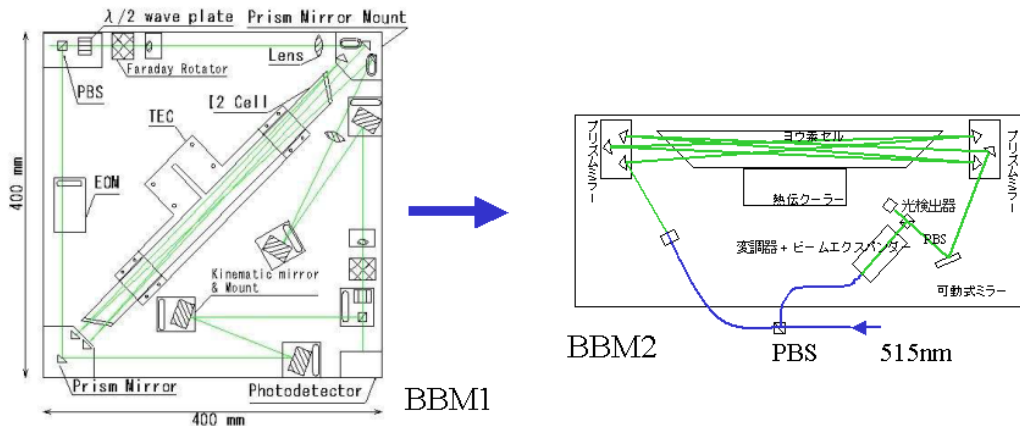 λ/2 wave plate
Prism Mirror Mount
PBS
Faraday Rotator
Lens
I2 Cell
TEC
EOM
400 mm
Kinematic mirror
& Mount
Prism Mirror
Photodetector
400 mm
BBM1
プリズムミラー
ヨウ素セル
プリズムミラー
熱伝クーラー
光検出器
変調器+ビームエクスパンダー
PBS
可動式ミラー
BBM2
PBS
515nm